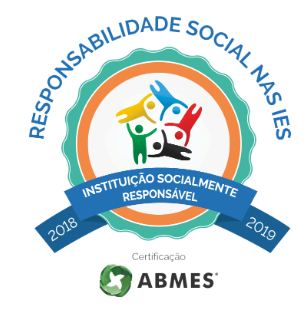 RESPONSABILIDADE SOCIAL NAS IES
INSTITUIÇÃO SOCIALMENTE
RESPONSÁVEL
2018
2019
Certificação
ABMES